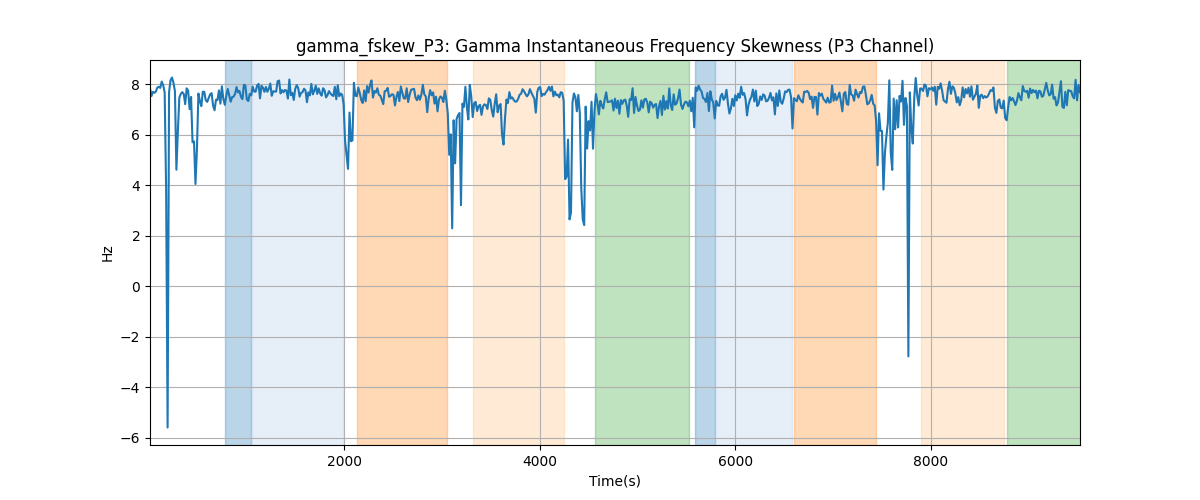 gamma_fskew_P3: Gamma Instantaneous Frequency Skewness (P3 Channel)
8
6
4
2
0
−2
−4
−6
Hz
2000 4000 6000 8000
Time(s)